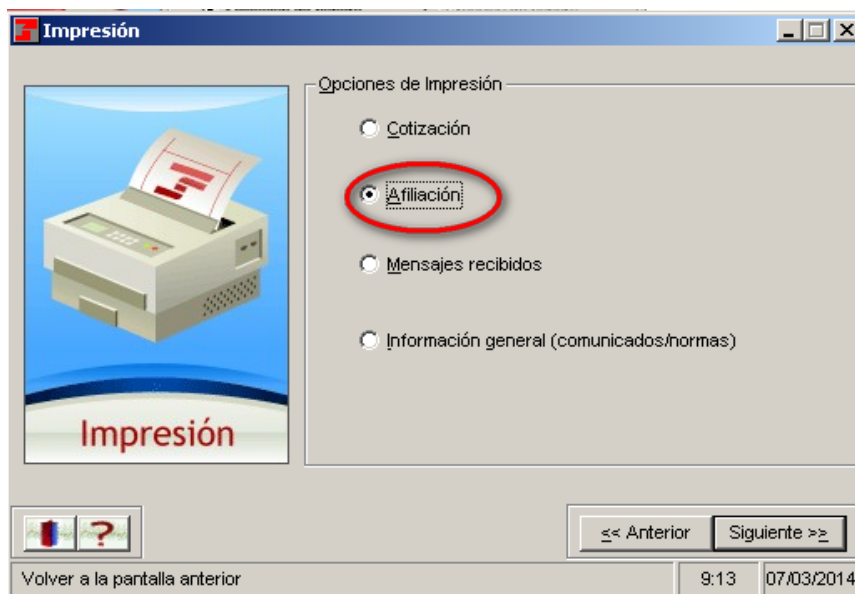 Impresión
Opciones de Impresión
Cotización
Afiliación
Mensajes recibidos
Información general (comunicados/normas)
Impresión
<< Anterior
Siguiente >>
Volver a la pantalla anterior
9:13
07/03/2014